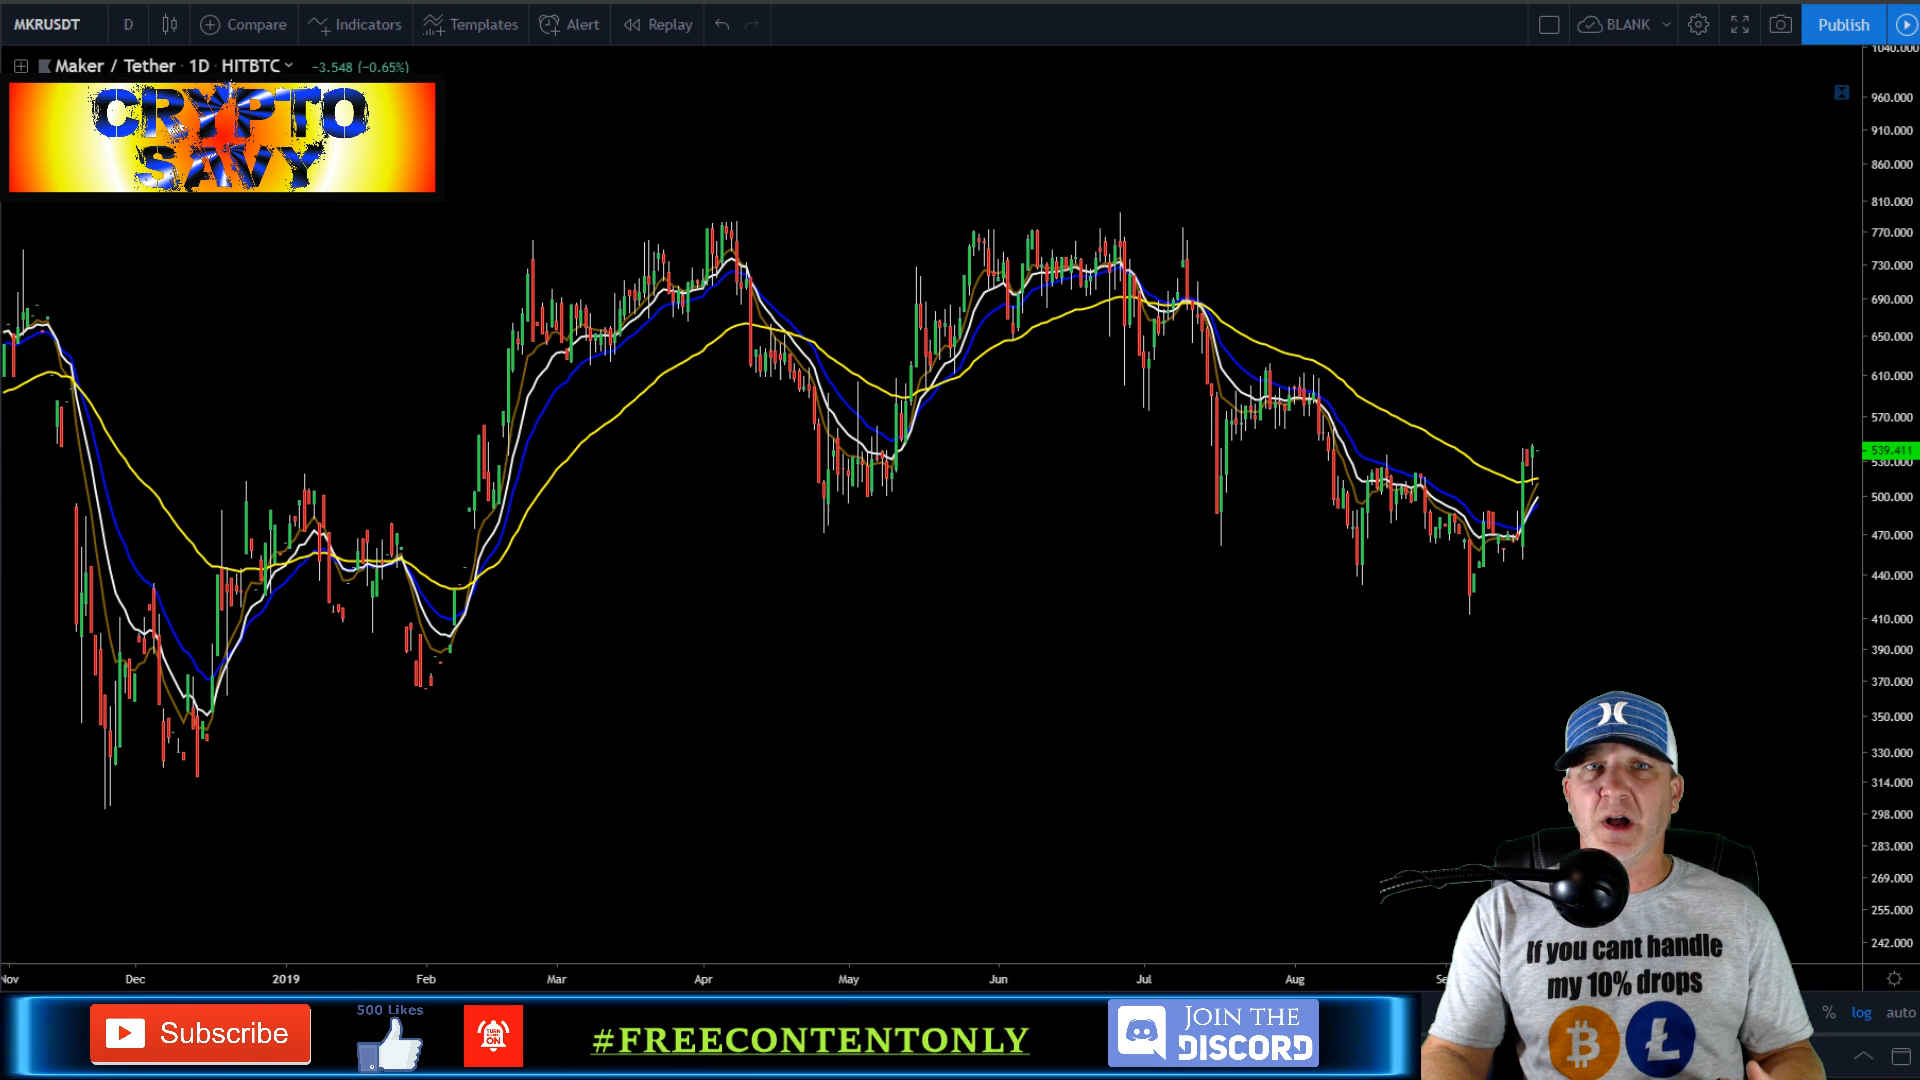 MKRUSDT
D
Compare
Indicators
Templates
Alert
Replay
BLANK
Publish
Maker / Tether · 1D · HITBTC
−3.548 (−0.65%)
CRYPTO
SAVY
1040.000
960.000
910.000
860.000
810.000
770.000
730.000
690.000
650.000
610.000
570.000
539.411
530.000
500.000
470.000
440.000
410.000
390.000
370.000
350.000
330.000
314.000
298.000
283.000
269.000
255.000
242.000
Nov
Dec
2019
Feb
Mar
Apr
May
Jun
Jul
Aug
If you cant handle
my 10% drops
%
log
auto
Subscribe
500 Likes
TURN
ON
#FREECONTENTONLY
JOIN THE
DISCORD